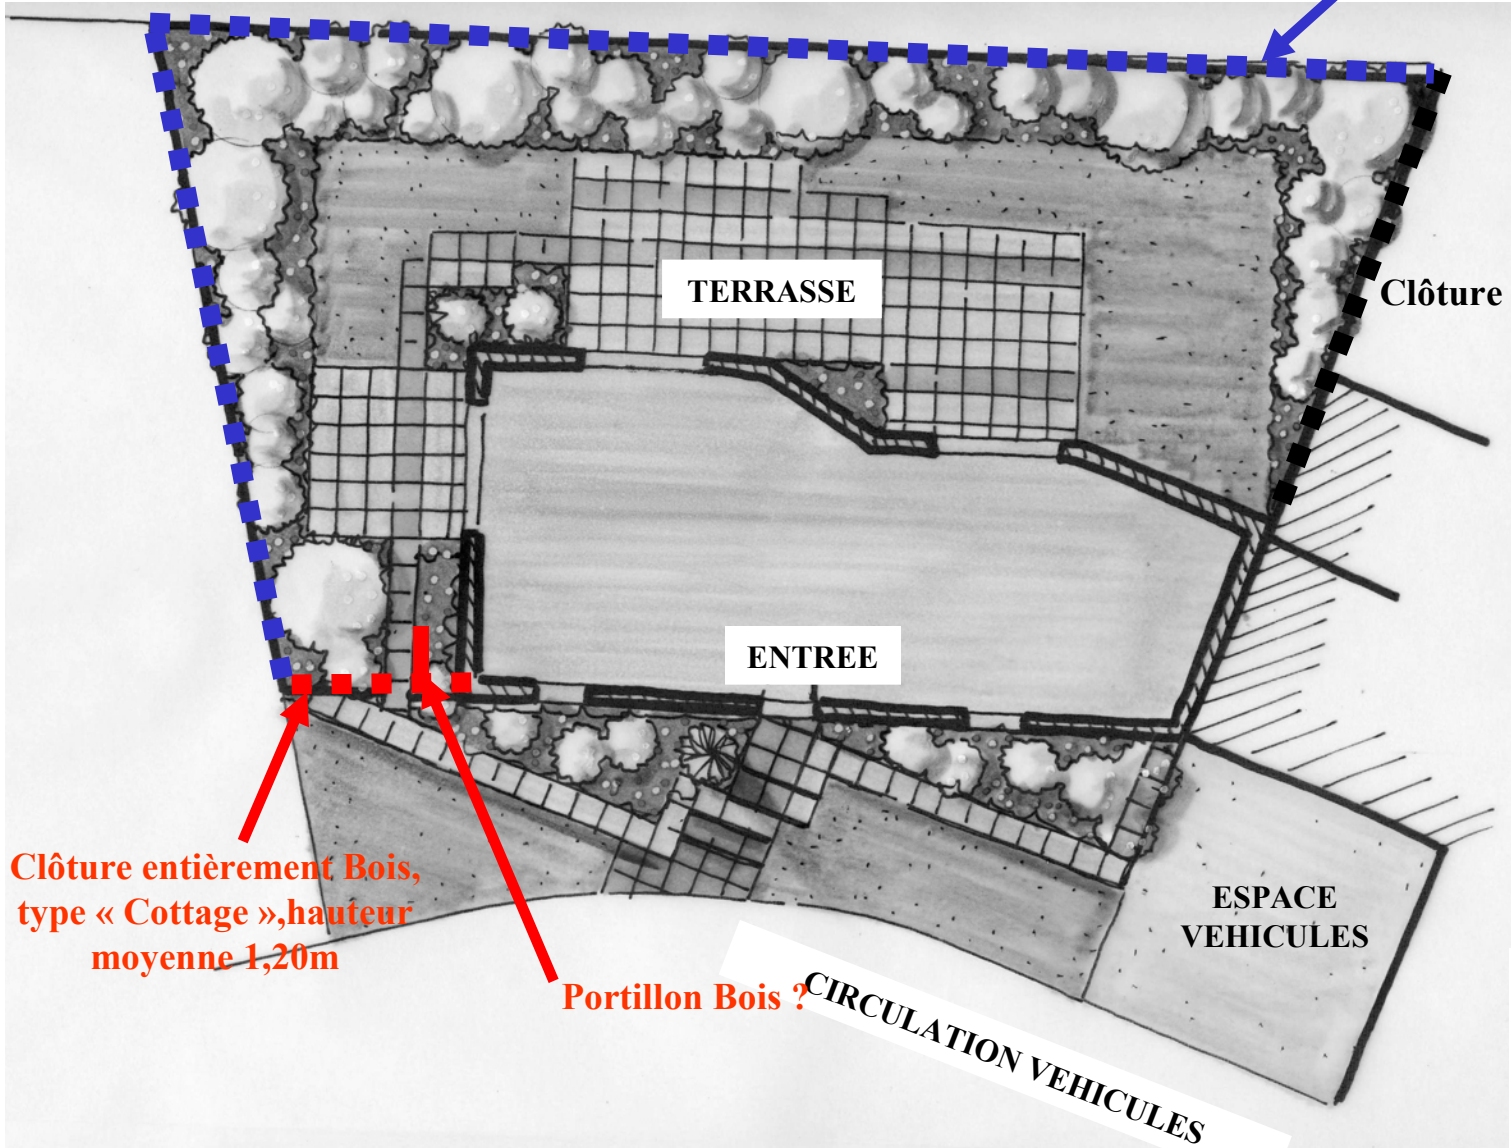 TERRASSE
Clôture
ENTREE
Clôture entièrement Bois,
type « Cottage »,hauteur
moyenne 1,20m
Portillon Bois ?
ESPACE
VEHICULES
CIRCULATION VEHICULES